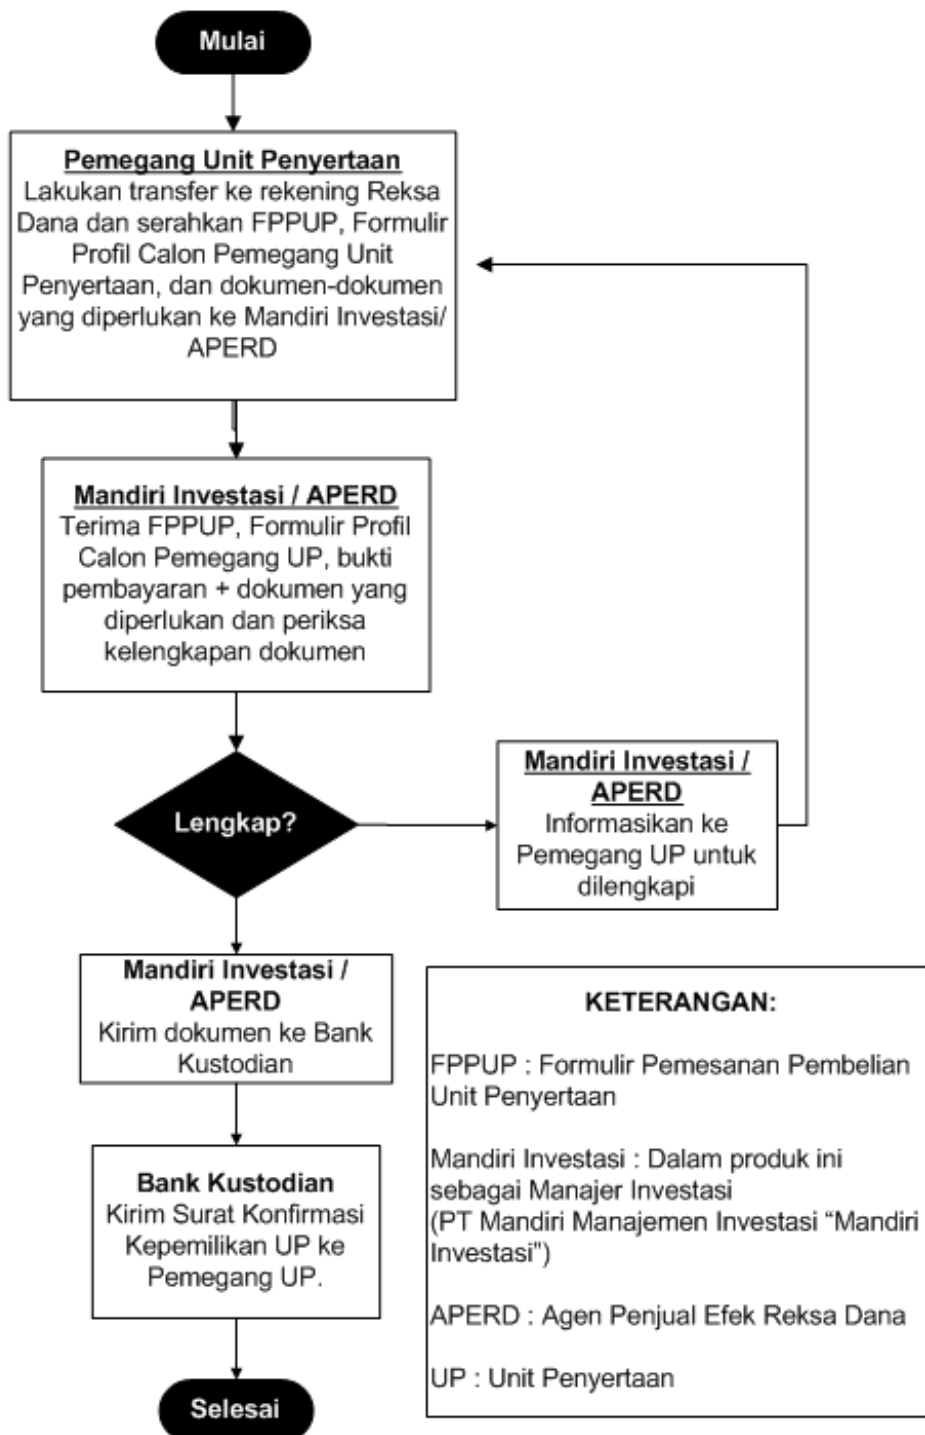 Mulai
Pemegang Unit Penyertaan
Lakukan transfer ke rekening Reksa
Dana dan serahkan FPPUP, Formulir
Profil Calon Pemegang Unit
Penyertaan, dan dokumen-dokumen
yang diperlukan ke Mandiri Investasi/
APERD
Mandiri Investasi / APERD
Terima FPPUP, Formulir Profil
Calon Pemegang UP, bukti
pembayaran + dokumen yang
diperlukan dan periksa
kelengkapan dokumen
Lengkap?
Mandiri Investasi /
APERD
Informasikan ke
Pemegang UP untuk
dilengkapi
Mandiri Investasi /
APERD
Kirim dokumen ke Bank
Kustodian
Bank Kustodian
Kirim Surat Konfirmasi
Kepemilikan UP ke
Pemegang UP.
Selesai
KETERANGAN:
FPPUP : Formulir Pemesanan Pembelian
Unit Penyertaan
Mandiri Investasi : Dalam produk ini
sebagai Manajer Investasi
(PT Mandiri Manajemen Investasi “Mandiri
Investasi”)
APERD : Agen Penjual Efek Reksa Dana
UP : Unit Penyertaan